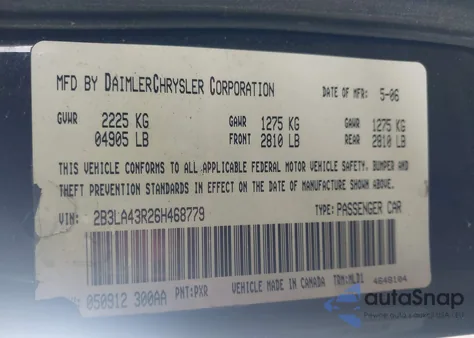 MFD BY DAIMLERCHRYSLER CORPORATION DATE OF MFR: 5-06
GVWR 2225 KG GAWR 1275 KG GAWR 1275 KG
04905 LB FRONT 2810 LB REAR 2810 LB
THIS VEHICLE CONFORMS TO ALL APPLICABLE FEDERAL MOTOR VEHICLE SAFETY, BUMPER AND
THEFT PREVENTION STANDARDS IN EFFECT ON THE DATE OF MANUFACTURE SHOWN ABOVE.
VIN: 2B3LA43R26H468779 TYPE: PASSENGER CAR
050912 300AA PNT:PXR VEHICLE MADE IN CANADA TRM:MLD1 4648104
autoSnap